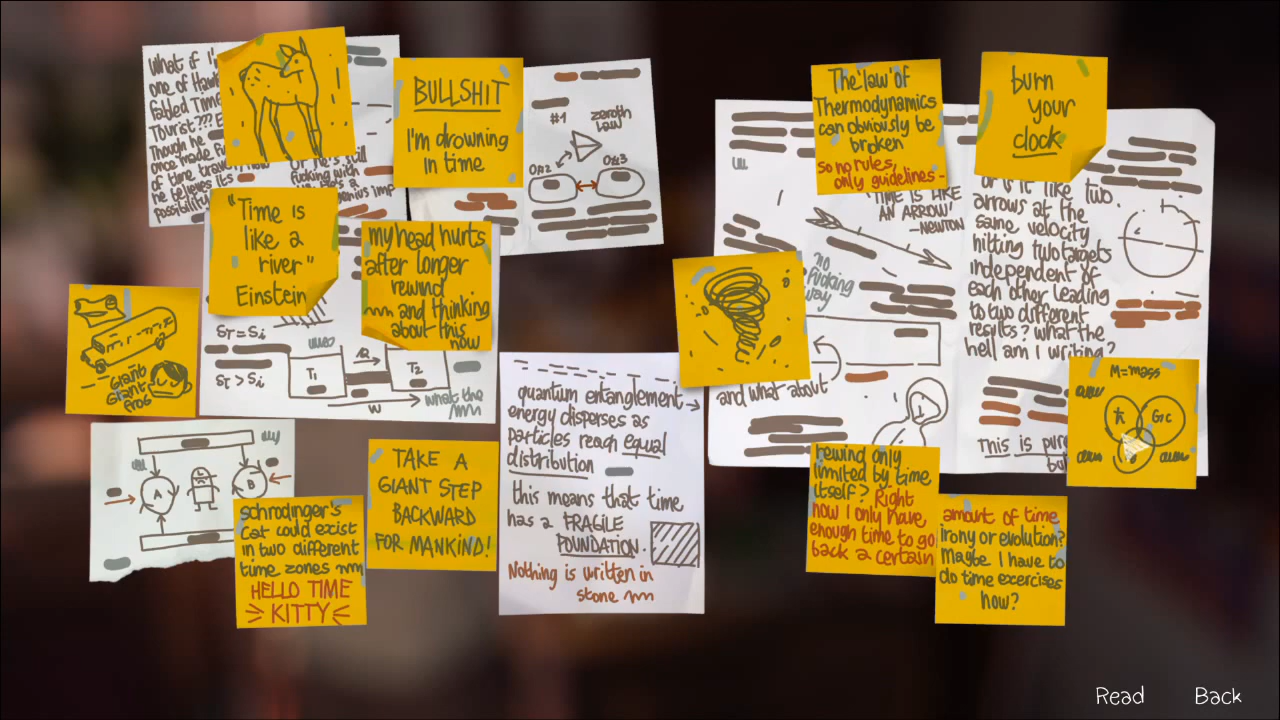 What if I'
one of Hawk
fabled Time
Tourist??? E
Though he
once made fu
of time trave
he believes its
possibility
or he's still
fucking with
genius imp
BULLSHIT
I'm drowning
in time
#1
zeroth
law
"Time is
like a
river"
Einstein
my head hurts
after longer
rewind
and thinking
about this
now
Giant
Giant
frog
ST = Si
ST > Si
T1
T2
W
what the
A
B
schrodinger's
cat could exist
in two different
time zones
HELLO TIME
KITTY
TAKE A
GIANT STEP
BACKWARD
FOR MANKIND!
quantum entanglement
energy disperses as
particles reach equal
distribution
this means that time
has a FRAGILE
FOUNDATION.
Nothing is written in
stone
The 'law' of
Thermodynamics
can obviously be
broken
so no rules,
only guidelines-
'TIME IS LIKE
AN ARROW!'
-NEWTON
no
fucking
way
and what about
burn
your
clock
or is it like two
arrows at the
same velocity
hitting two targets
independent of
each other leading
to two different
results? what the
hell am I writing?
This is pur
bul
M=mass
Gc
rewind only
limited by time
itself? Right
now I only have
enough time to go
back a certain
amount of time
irony or evolution?
Maybe I have to
do time exercises
now?
Read
Back